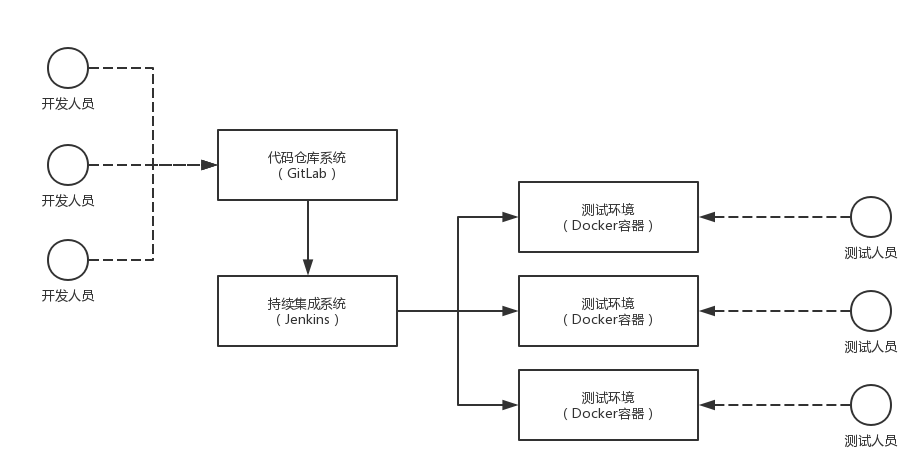 开发人员
开发人员
开发人员
代码仓库系统
（GitLab）
持续集成系统
（Jenkins）
测试环境
（Docker容器）
测试环境
（Docker容器）
测试环境
（Docker容器）
测试人员
测试人员
测试人员